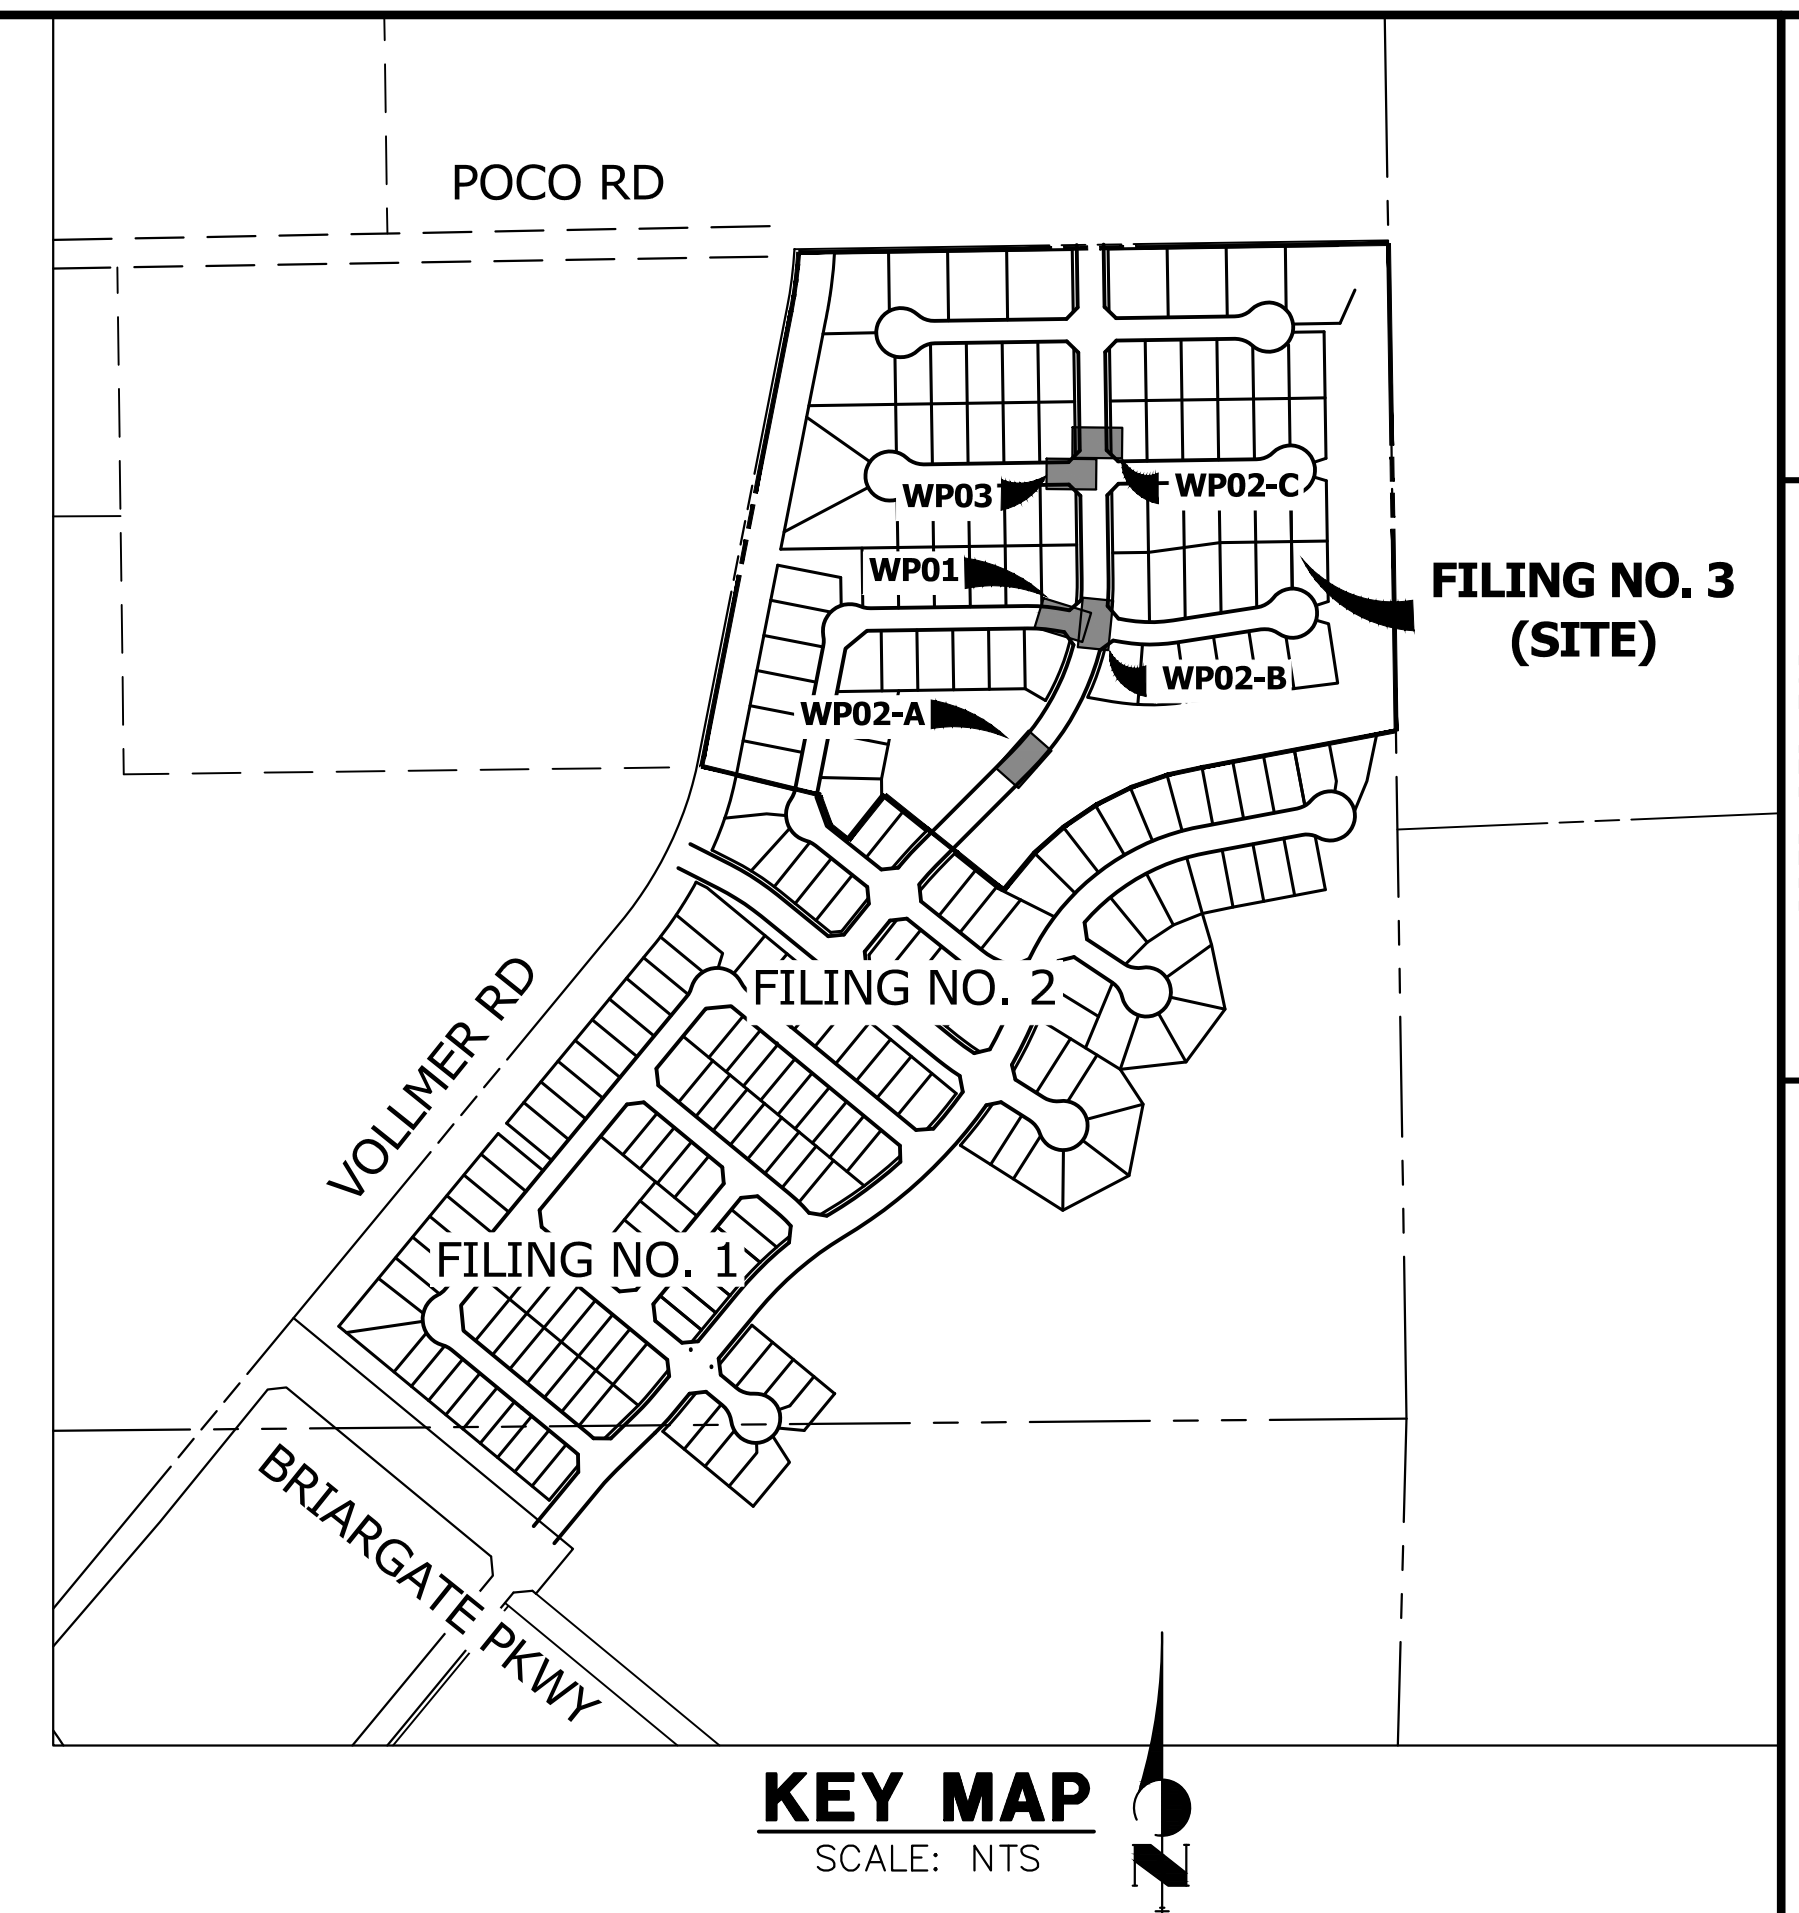 POCO RD
WP03
WP02-C
WP01
FILING NO. 3
(SITE)
WP02-B
WP02-A
FILING NO. 2
VOLLMER RD
FILING NO. 1
BRIARGATE PKWY
KEY MAP
SCALE: NTS
N